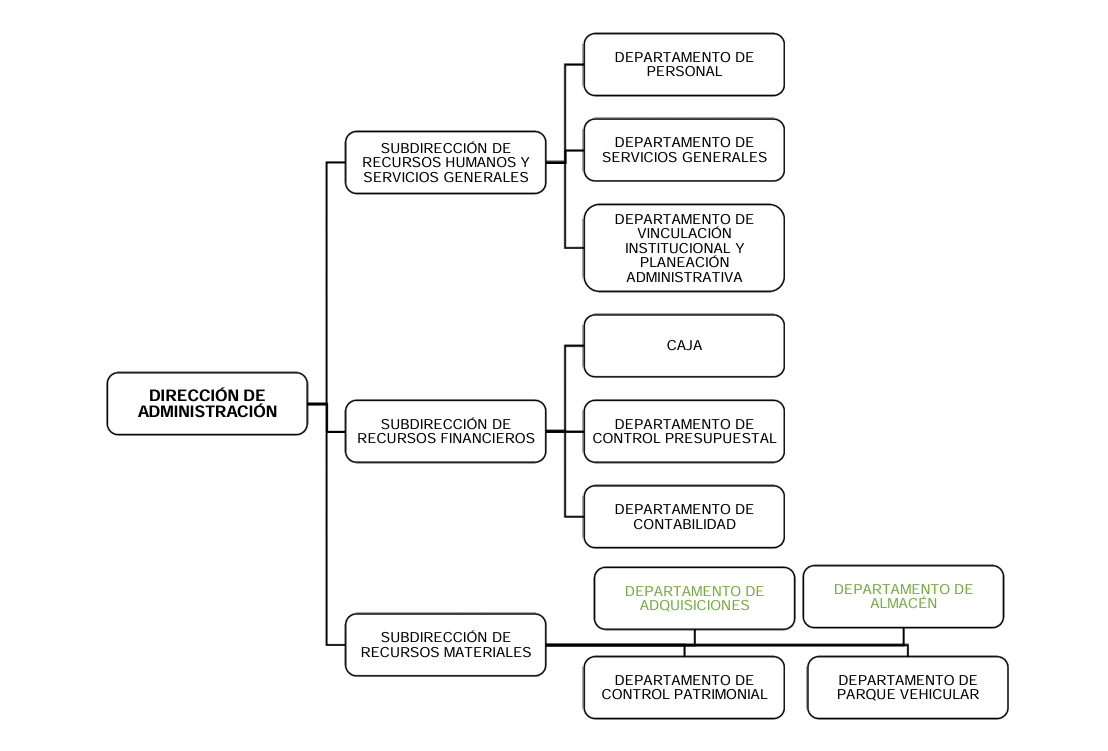 DIRECCIÓN DE
ADMINISTRACIÓN
SUBDIRECCIÓN DE
RECURSOS HUMANOS Y
SERVICIOS GENERALES
DEPARTAMENTO DE
PERSONAL
DEPARTAMENTO DE
SERVICIOS GENERALES
DEPARTAMENTO DE
VINCULACIÓN
INSTITUCIONAL Y
PLANEACIÓN
ADMINISTRATIVA
SUBDIRECCIÓN DE
RECURSOS FINANCIEROS
CAJA
DEPARTAMENTO DE
CONTROL PRESUPUESTAL
DEPARTAMENTO DE
CONTABILIDAD
SUBDIRECCIÓN DE
RECURSOS MATERIALES
DEPARTAMENTO DE
ADQUISICIONES
DEPARTAMENTO DE
ALMACÉN
DEPARTAMENTO DE
CONTROL PATRIMONIAL
DEPARTAMENTO DE
PARQUE VEHICULAR